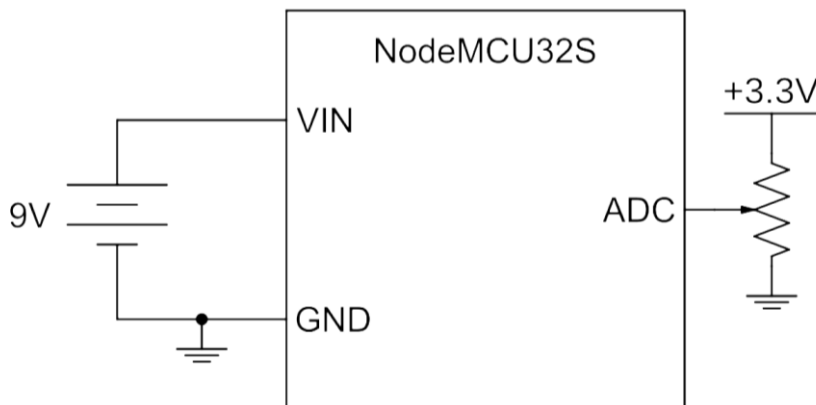 NodeMCU32S
+3.3V
VIN
9V
ADC
GND